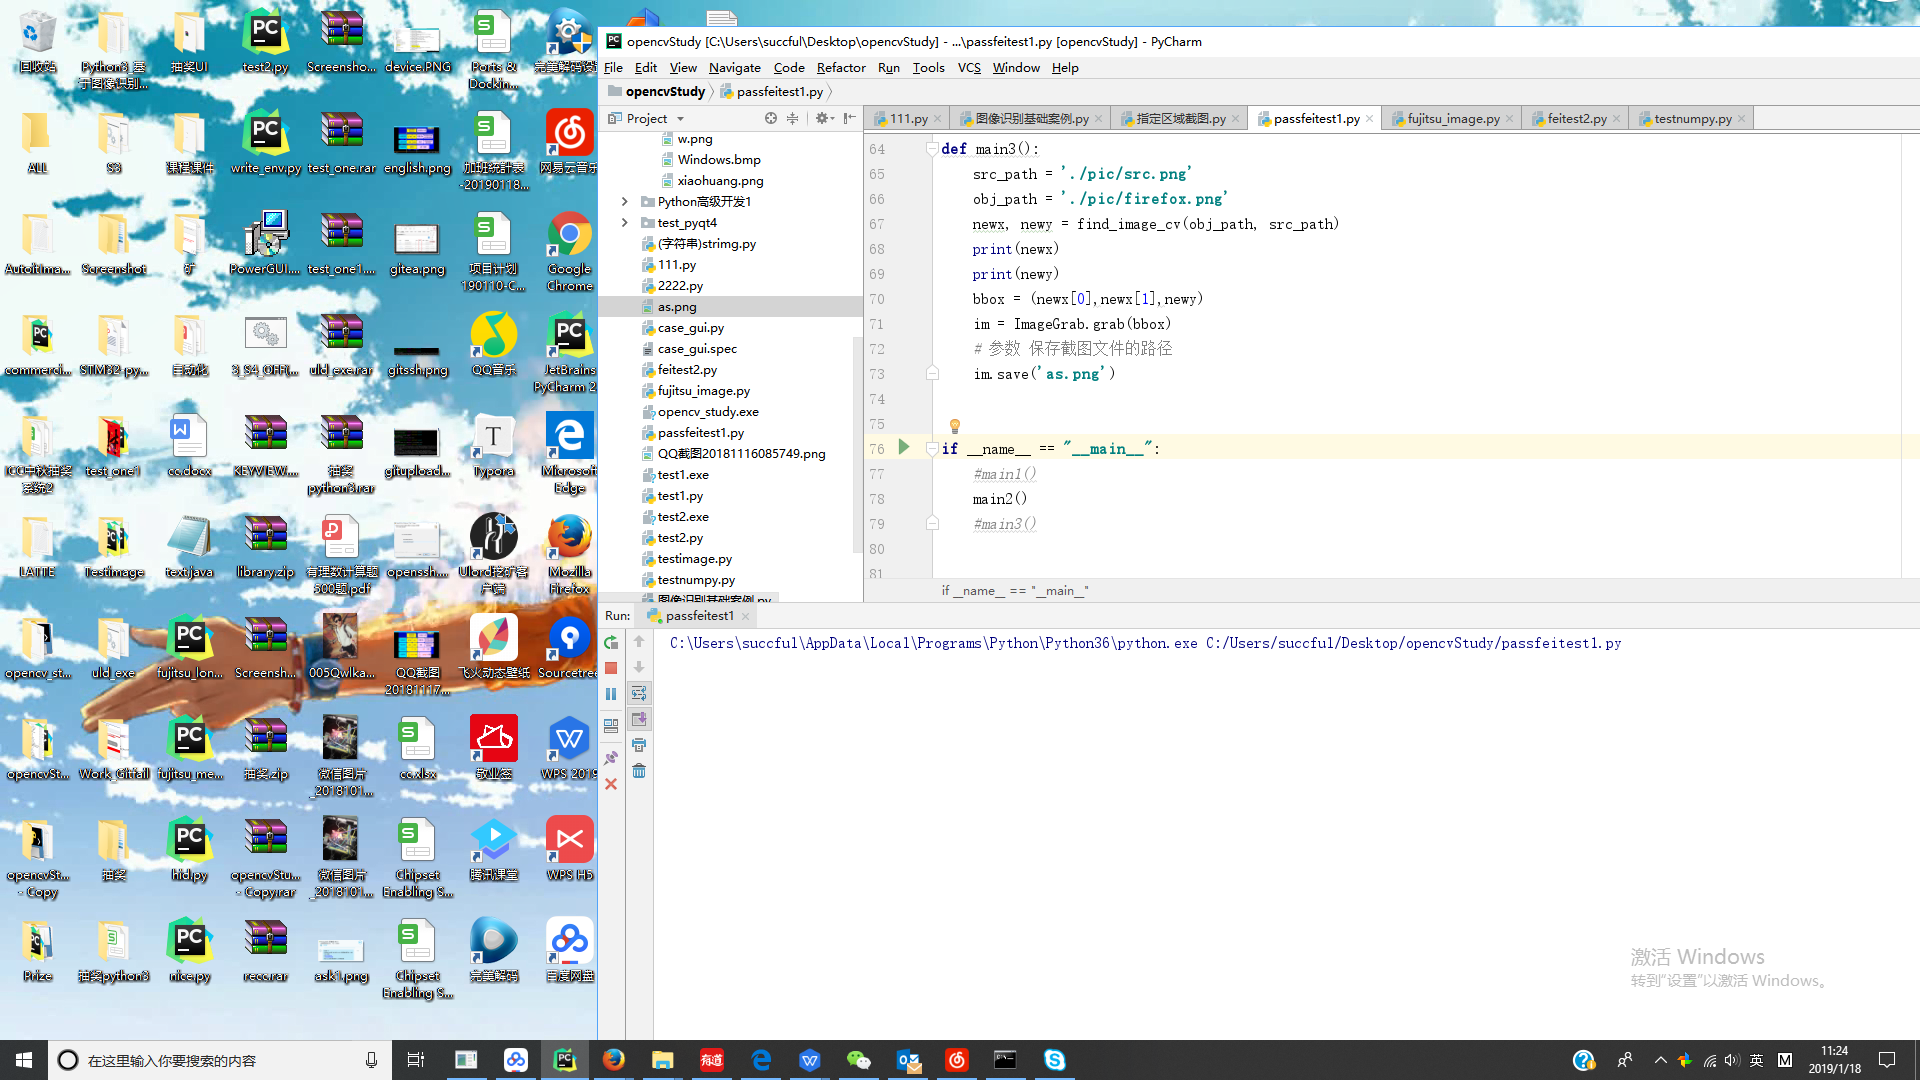 opencvStudy [C:\Users\succful\Desktop\opencvStudy] - ...\passfeitest1.py [opencvStudy] - PyCharm
File Edit View Navigate Code Refactor Run Tools VCS Window Help
opencvStudy passfeitest1.py
Project
111.py 图像识别基础案例.py 指定区域截图.py passfeitest1.py fujitsu_image.py feitest2.py testnumpy.py
w.png
Windows.bmp
xiaohuang.png
Python高级开发1
test_pyqt4
(字符串)strimg.py
111.py
2222.py
as.png
case_gui.py
case_gui.spec
feitest2.py
fujitsu_image.py
opencv_study.exe
passfeitest1.py
QQ截图20181116085749.png
test1.exe
test1.py
test2.exe
test2.py
testimage.py
testnumpy.py
图像识别基础案例.py
64 def main3():
65 src_path = './pic/src.png'
66 obj_path = './pic/firefox.png'
67 newx, newy = find_image_cv(obj_path, src_path)
68 print(newx)
69 print(newy)
70 bbox = (newx[0],newx[1],newy)
71 im = ImageGrab.grab(bbox)
72 # 参数 保存截图文件的路径
73 im.save('as.png')
74
75
76 if __name__ == "__main__":
77 #main1()
78 main2()
79 #main3()
80
81
if __name__ == "__main__"
Run: passfeitest1
C:\Users\succful\AppData\Local\Programs\Python\Python36\python.exe C:/Users/succful/Desktop/opencvStudy/passfeitest1.py
激活 Windows
转到"设置"以激活 Windows。
回收站 Python3 基于图像识别... 抽奖UI test2.py Screensho... device.PNG Ports & Dockin... 完美解码设
ALL S3 课程课件 write_env.py test_one.rar english.png 加班统计表-20190118... 网易云音乐
AutoItIma... Screenshot 矿 PowerGUI.... test_one1.... gitea.png 项目计划190110-C... Google Chrome
commerci... STM32-py... 自动化 3_S4_OFF(... uld_exe.rar gitssh.png QQ音乐 JetBrains PyCharm 2
ICC中秋抽奖系统2 test_one1 cc.docx KEYVIEW.... 抽奖python3.rar gitupload.... Typora Microsoft Edge
LATTE TestImage text.java library.zip 有理数计算题500题.pdf openssh.... Ulord挖矿客户端 Mozilla Firefox
opencv_st... uld_exe fujitsu_lon... Screensh... 005Qwlka... QQ截图20181117... 飞火动态壁纸 Sourcetree
opencvSt... Work_Gitfail fujitsu_me... 抽奖.zip 微信图片_2018101... cc.xlsx 敬业签 WPS 2019
opencvSt... - Copy 抽奖 hid.py opencvStu... - Copy.rar 微信图片_2018101... Chipset Enabling S... 腾讯课堂 WPS H5
Prize 抽奖python3 nice.py recc.rar ask1.png Chipset Enabling S... 完美解码 百度网盘
在这里输入你要搜索的内容
有道
英 M
11:24
2019/1/18